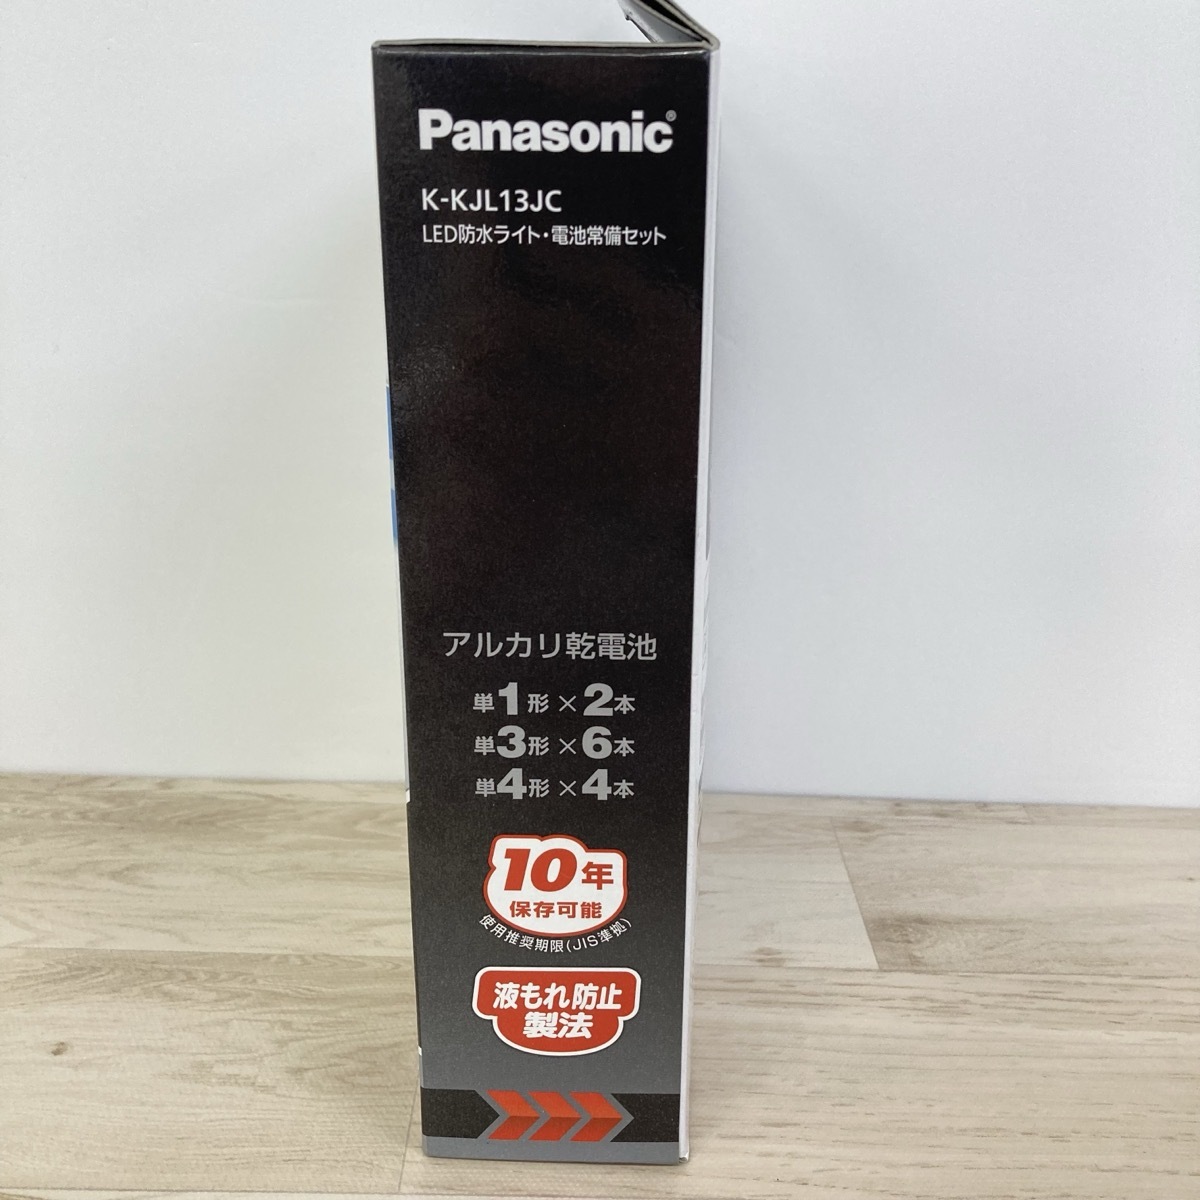 Panasonic®
K-KJL13JC
LED防水ライト・電池常備セット
アルカリ乾電池
単1形×2本
単3形×6本
単4形×4本
10年
保存可能
使用推奨期限(JIS準拠)
液もれ防止
製法